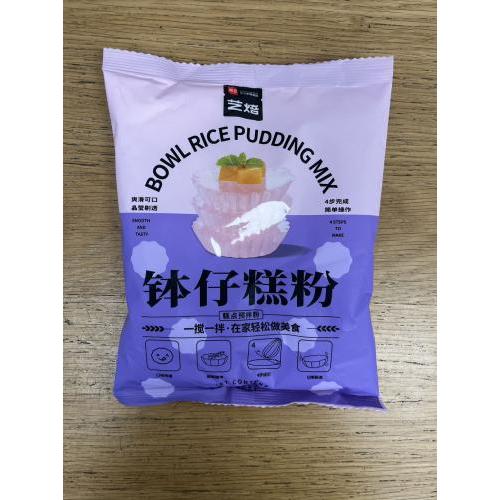 芝焙
BOWL RICE PUDDING MIX
爽滑可口
晶莹剔透
SMOOTH
AND
TASTY
4步完成
简单操作
4 STEPS
TO
MAKE
钵仔糕粉
糕点预拌粉
一搅一拌·在家轻松做美食